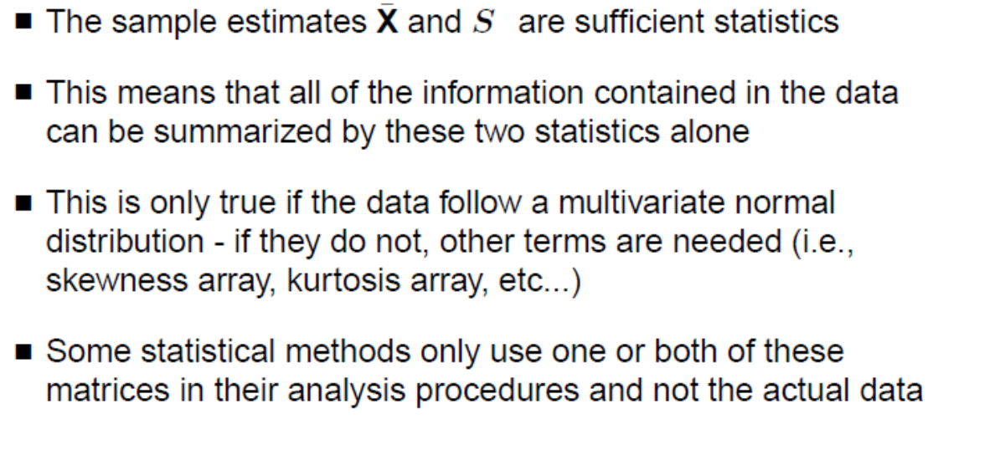 ■ The sample estimates X̄ and S are sufficient statistics
■ This means that all of the information contained in the data
can be summarized by these two statistics alone
■ This is only true if the data follow a multivariate normal
distribution - if they do not, other terms are needed (i.e.,
skewness array, kurtosis array, etc...)
■ Some statistical methods only use one or both of these
matrices in their analysis procedures and not the actual data